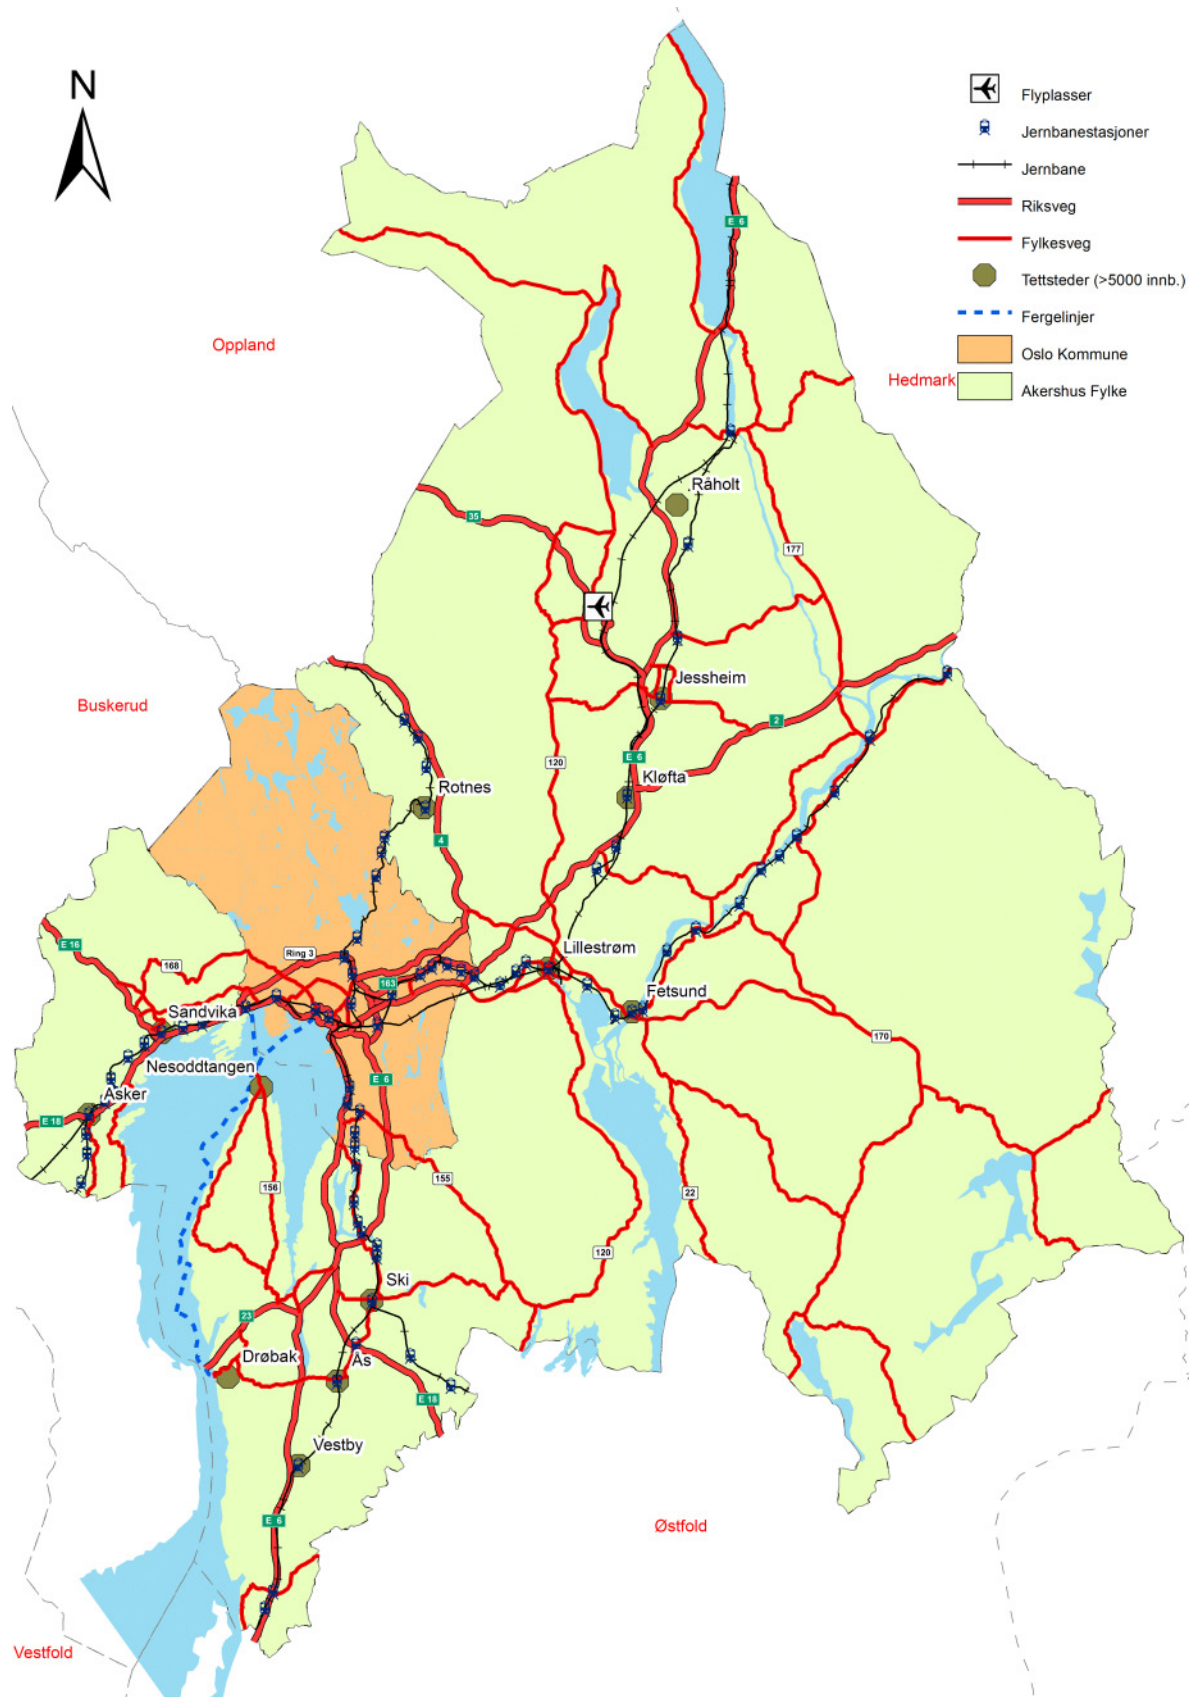 N
Flyplasser
Jernbanestasjoner
Jernbane
Riksveg
Fylkesveg
Tettsteder (>5000 innb.)
Fergelinjer
Oslo Kommune
Akershus Fylke
E 6
Oppland
Hedmark
Råholt
35
177
Jessheim
Buskerud
2
E 6
120
Kløfta
Rotnes
4
E 16
Ring 3
168
Lillestrøm
163
Sandvika
Fetsund
170
Nesoddtangen
E 6
Asker
E 18
155
156
22
120
Ski
23
Drøbak
Ås
E 18
Vestby
E 6
Østfold
Vestfold